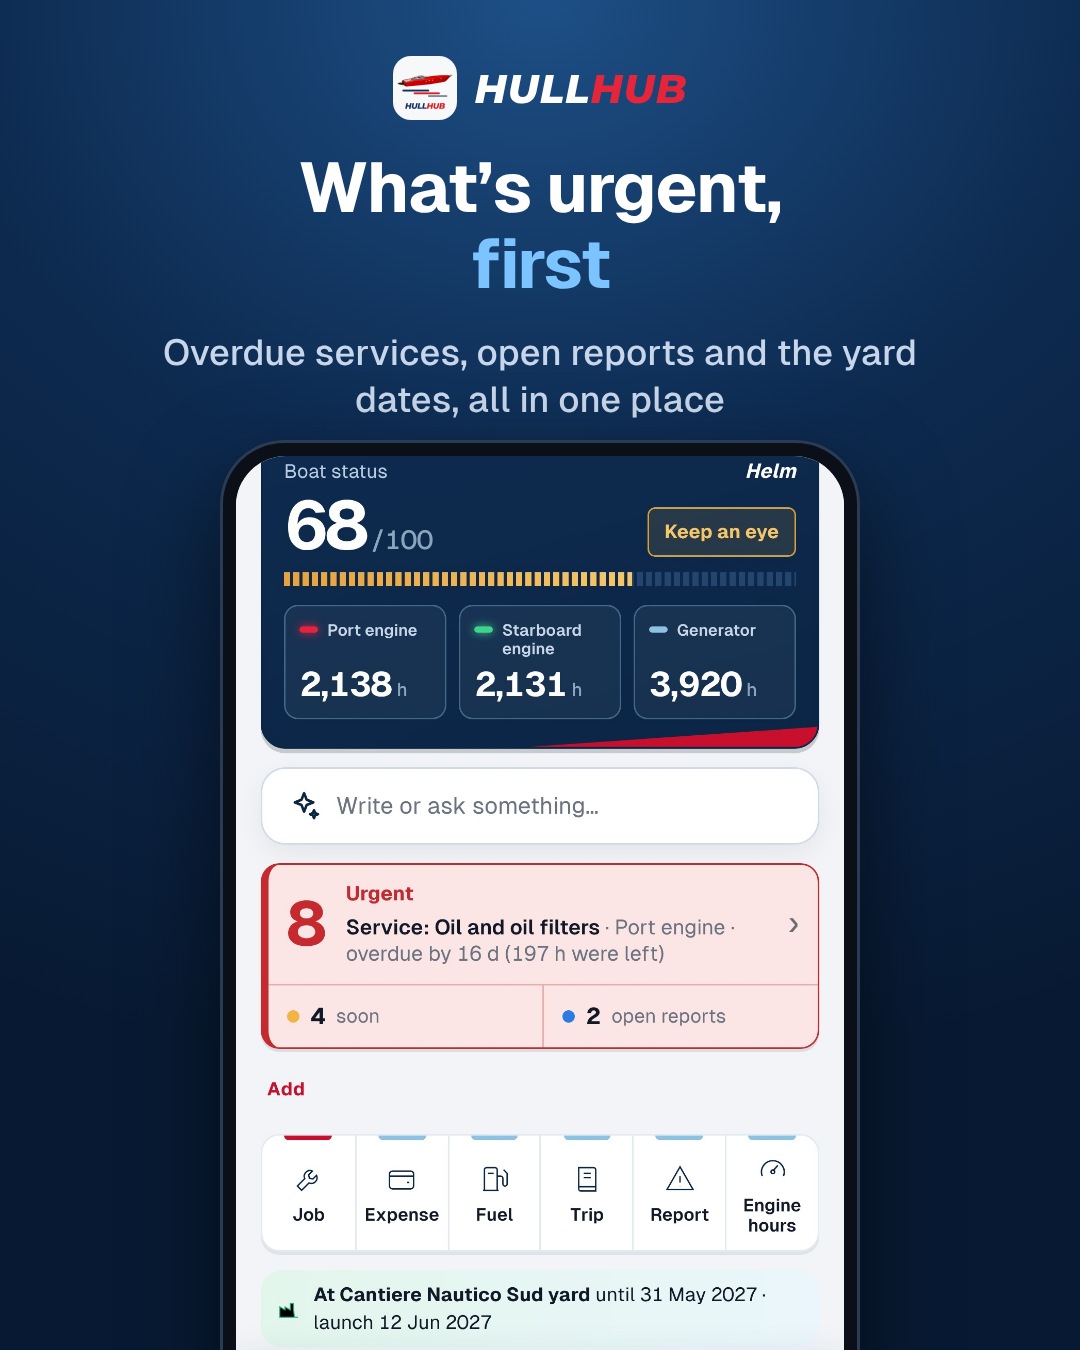 HULLHUB
HULLHUB
What’s urgent,
first
Overdue services, open reports and the yard
dates, all in one place
Boat status
Helm
68/100
Keep an eye
Port engine
2,138 h
Starboard
engine
2,131 h
Generator
3,920 h
Write or ask something...
8
Urgent
Service: Oil and oil filters · Port engine ·
overdue by 16 d (197 h were left)
4 soon
2 open reports
Add
Job
Expense
Fuel
Trip
Report
Engine
hours
At Cantiere Nautico Sud yard until 31 May 2027 ·
launch 12 Jun 2027